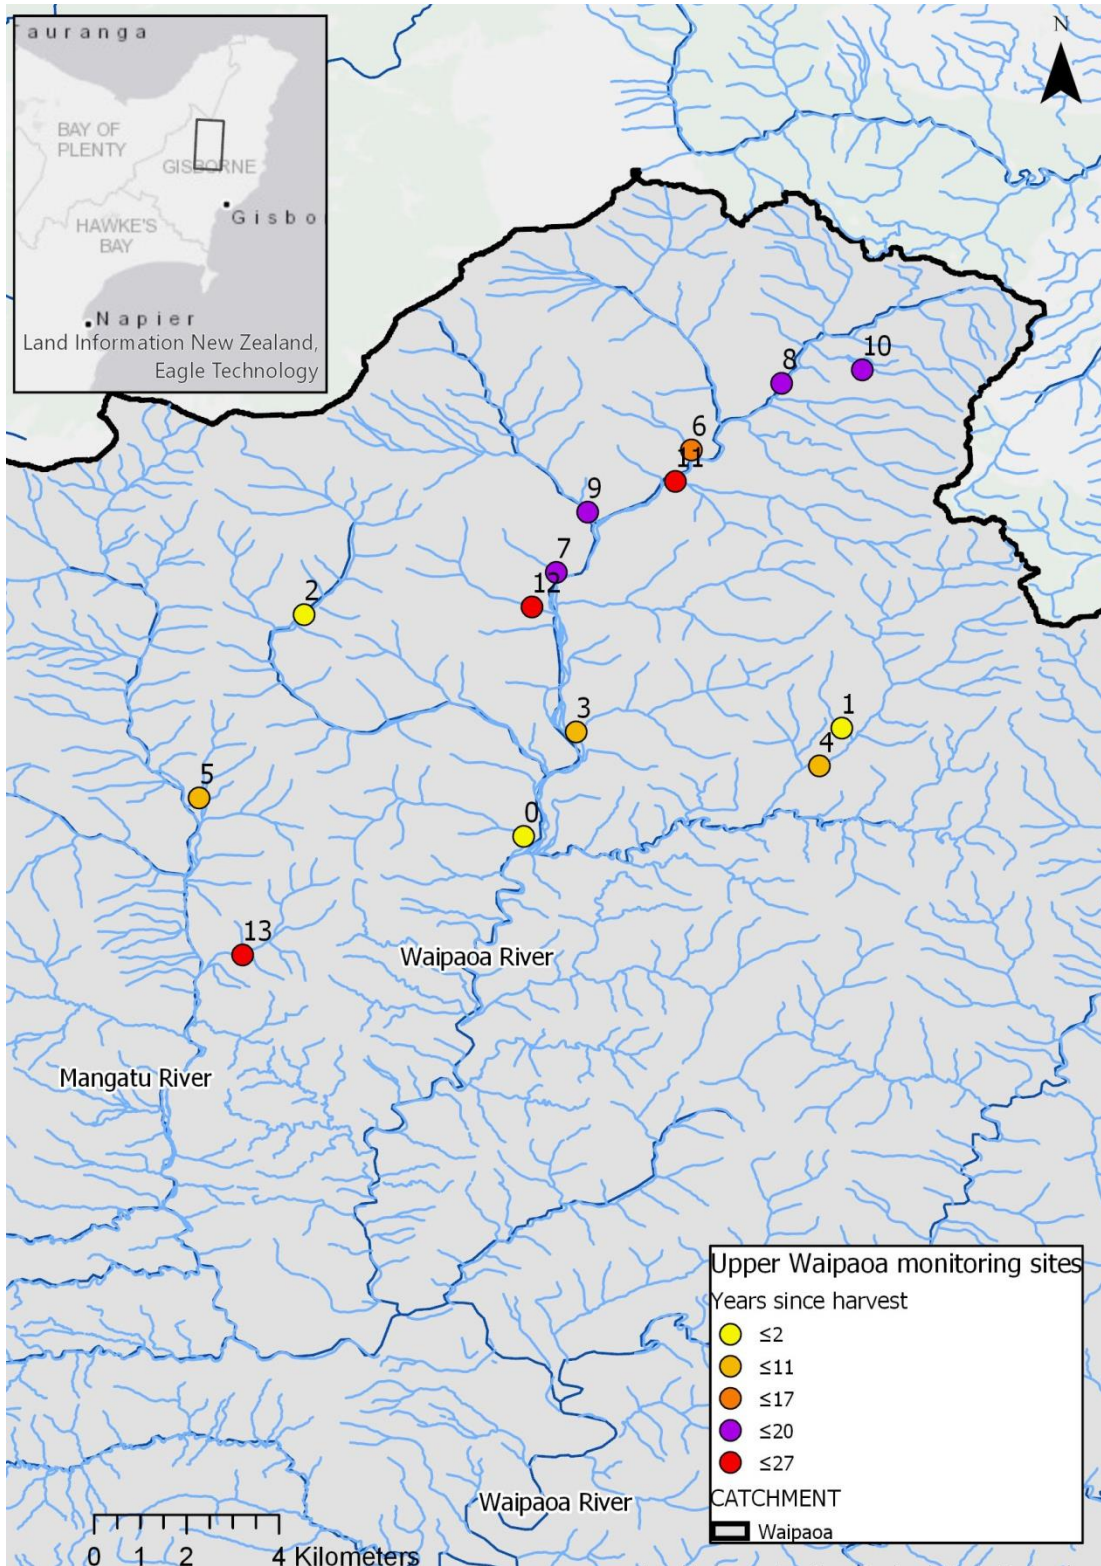 Tauranga
N
BAY OF
PLENTY
GISBORNE
Gisbo
HAWKE'S
BAY
Napier
Land Information New Zealand,
Eagle Technology
8
10
6
11
9
7
12
2
3
1
4
5
0
13
Waipaoa River
Mangatu River
Upper Waipaoa monitoring sites
Years since harvest
≤2
≤11
≤17
≤20
≤27
CATCHMENT
Waipaoa
Waipaoa River
0 2 4 Kilometers